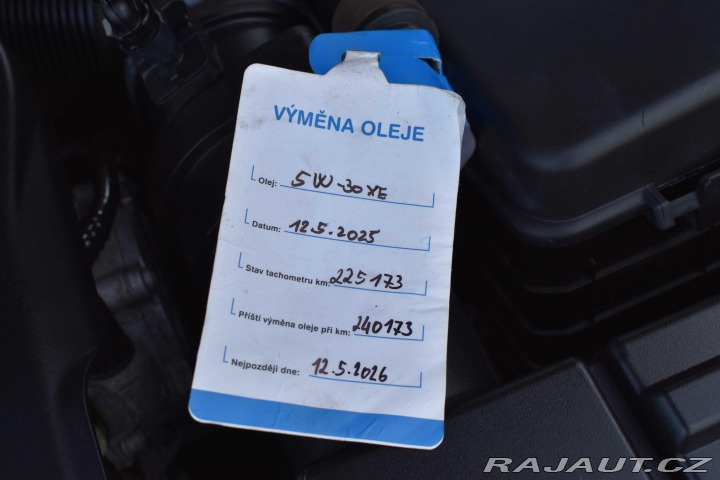 VÝMĚNA OLEJE
Olej: 5W-30 XE
Datum: 12.5.2025
Stav tachometru km: 225173
Příští výměna oleje při km: 240173
Nejpozději dne: 12.5.2026
RAJAUT.CZ